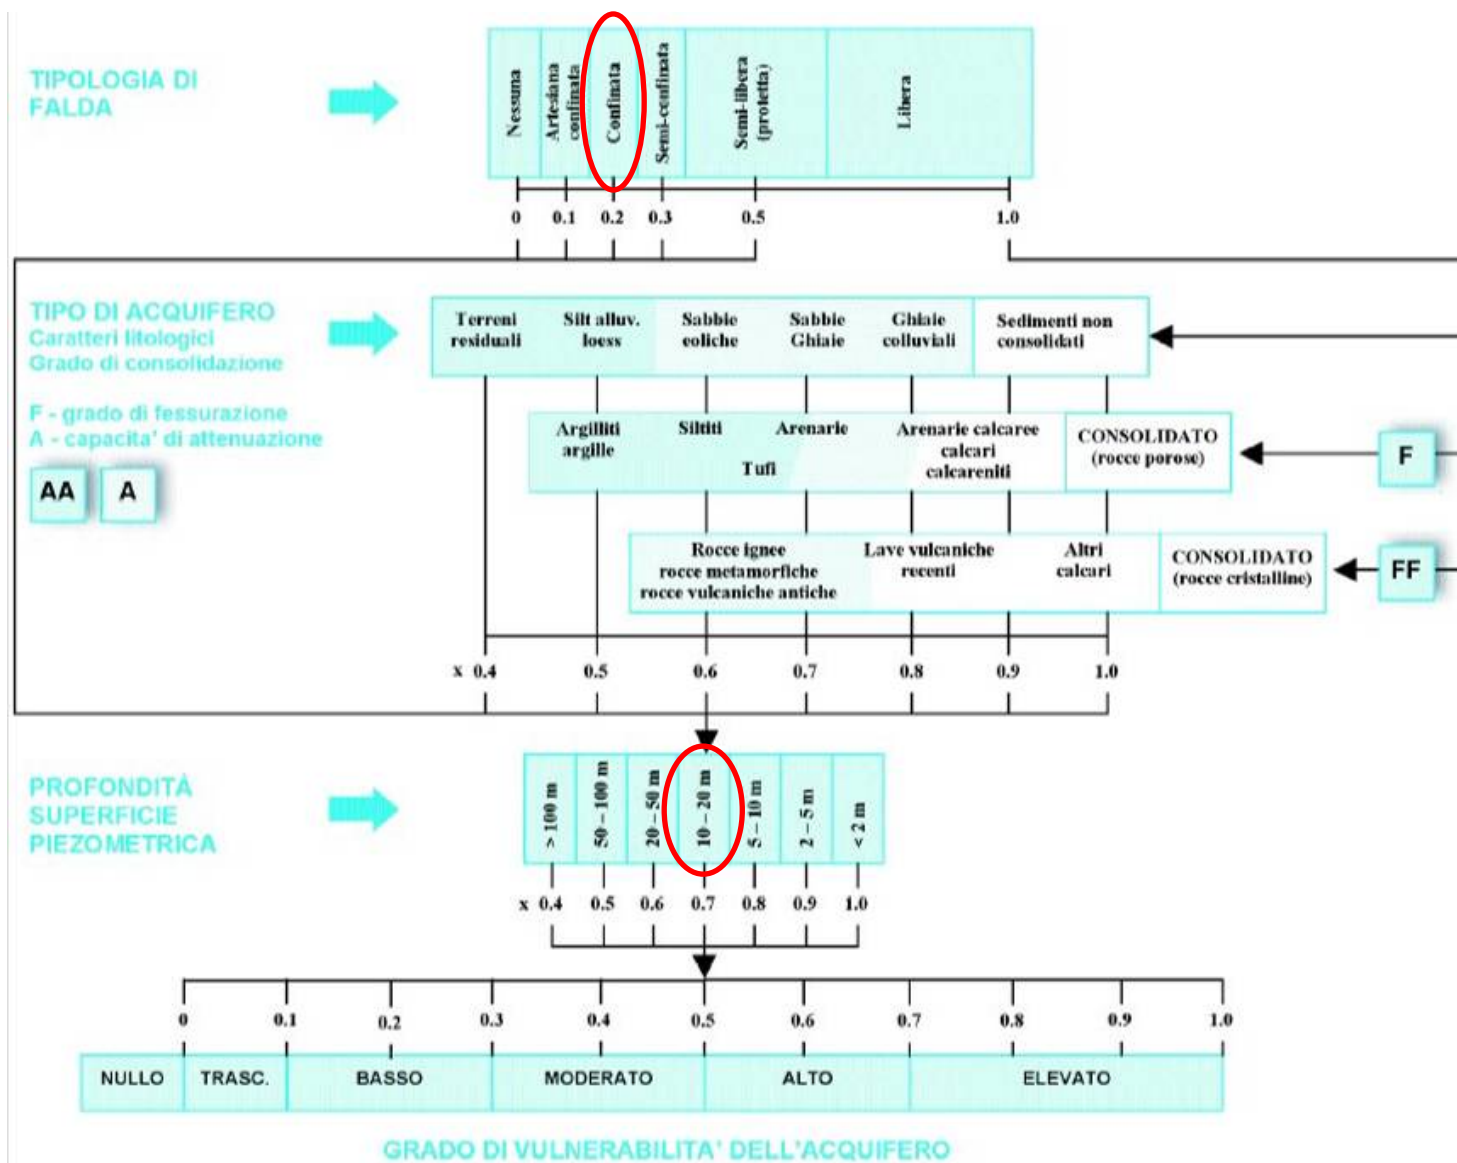 TIPOLOGIA DI
FALDA
Nessuna
Artesiana
confinata
Confinata
Semi-confinata
Semi-libera
(protetta)
Libera
0 0.1 0.2 0.3 0.5 1.0
TIPO DI ACQUIFERO
Caratteri litologici
Grado di consolidazione
F - grado di fessurazione
A - capacita' di attenuazione
AA A
Terreni
residuali
Silt alluv.
loess
Sabbie
eoliche
Sabbie
Ghiaie
Ghiaie
colluviali
Sedimenti non
consolidati
Argilliti
argille
Siltiti
Tufi
Arenarie
Arenarie calcaree
calcari
calcareniti
CONSOLIDATO
(rocce porose)
F
Rocce ignee
rocce metamorfiche
rocce vulcaniche antiche
Lave vulcaniche
recenti
Altri
calcari
CONSOLIDATO
(rocce cristalline)
FF
x 0.4 0.5 0.6 0.7 0.8 0.9 1.0
PROFONDITÀ
SUPERFICIE
PIEZOMETRICA
> 100 m
50 – 100 m
20 – 50 m
10 – 20 m
5 – 10 m
2 – 5 m
< 2 m
x 0.4 0.5 0.6 0.7 0.8 0.9 1.0
0 0.1 0.2 0.3 0.4 0.5 0.6 0.7 0.8 0.9 1.0
NULLO TRASC. BASSO MODERATO ALTO ELEVATO
GRADO DI VULNERABILITA' DELL'ACQUIFERO